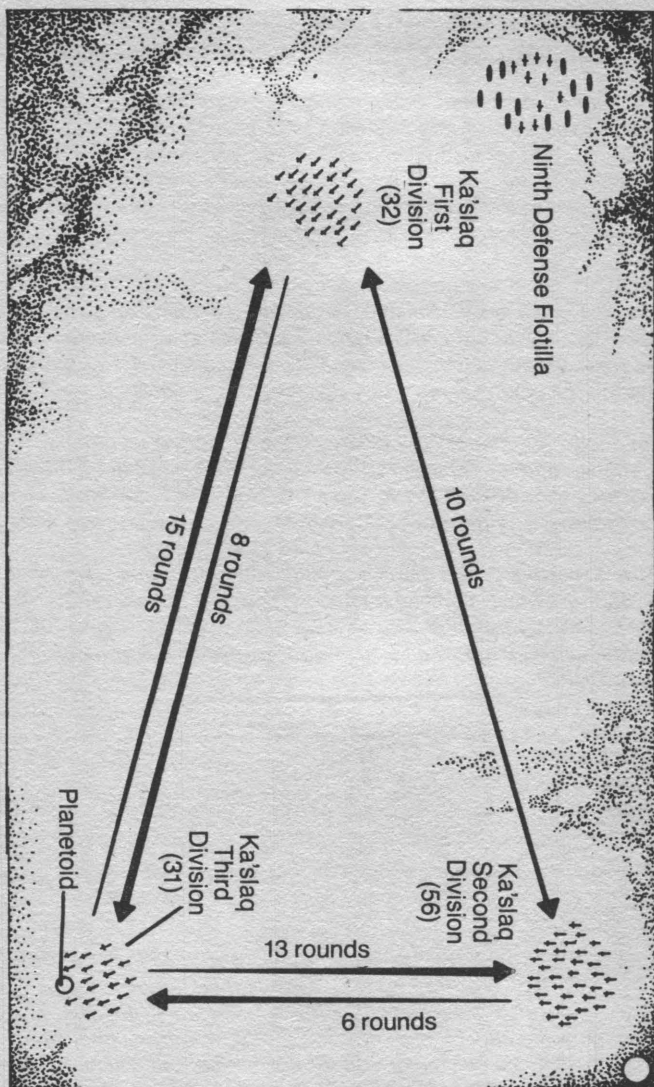 Ninth Defense Flotilla
Ka'slaq
First
Division
(32)
10 rounds
8 rounds
15 rounds
Ka'slaq
Second
Division
(56)
Ka'slaq
Third
Division
(31)
Planetoid
13 rounds
6 rounds